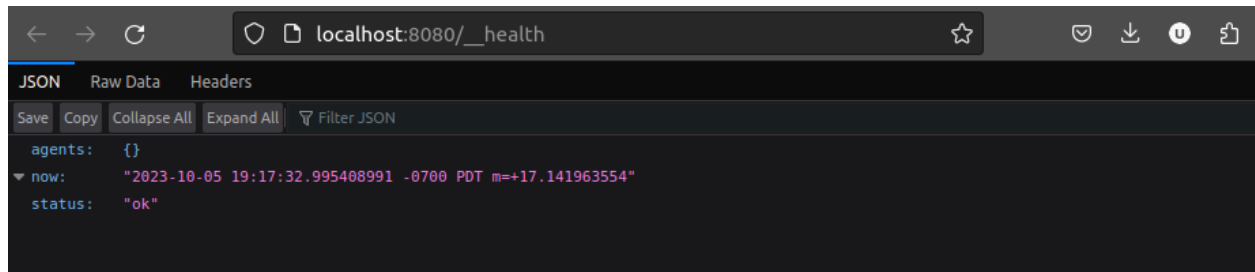 localhost:8080/__health
JSON Raw Data Headers
Save Copy Collapse All Expand All Filter JSON
agents: {}
now: "2023-10-05 19:17:32.995408991 -0700 PDT m=+17.141963554"
status: "ok"